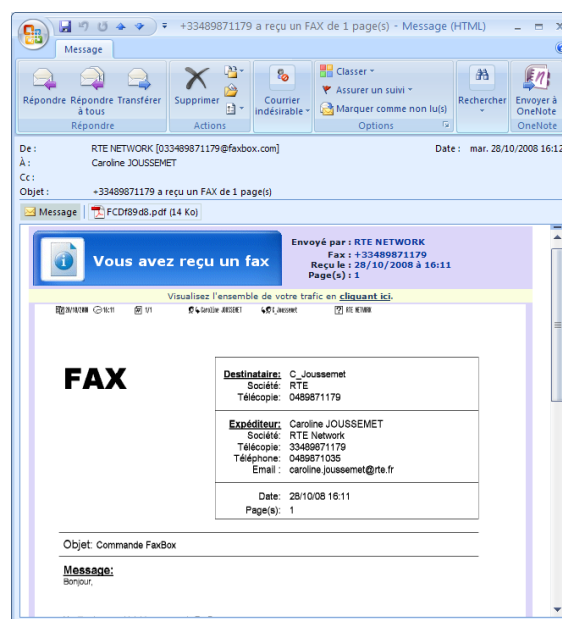 +33489871179 a reçu un FAX de 1 page(s) - Message (HTML)
Message
Répondre Répondre à tous Transférer
Supprimer
Courrier indésirable
Classer
Assurer un suivi
Marquer comme non lu(s)
Rechercher
Envoyer à OneNote
Répondre Actions Options OneNote
De : RTE NETWORK [033489871179@faxbox.com] Date : mar. 28/10/2008 16:12
À : Caroline JOUSSEMET
Cc :
Objet : +33489871179 a reçu un FAX de 1 page(s)
Message FCDf89d8.pdf (14 Ko)
Vous avez reçu un fax
Envoyé par : RTE NETWORK
Fax : +33489871179
Reçu le : 28/10/2008 à 16:11
Page(s) : 1
Visualisez l'ensemble de votre trafic en cliquant ici.
28/10/2008 16:11 1/1 Caroline JOUSSEMET C_Joussemet RTE NETWORK
FAX
Destinataire: C_Joussemet
Société: RTE
Télécopie: 0489871179
Expéditeur: Caroline JOUSSEMET
Société: RTE Network
Télécopie: 33489871179
Téléphone: 0489871035
Email : caroline.joussemet@rte.fr
Date: 28/10/08 16:11
Page(s): 1
Objet: Commande FaxBox
Message:
Bonjour,